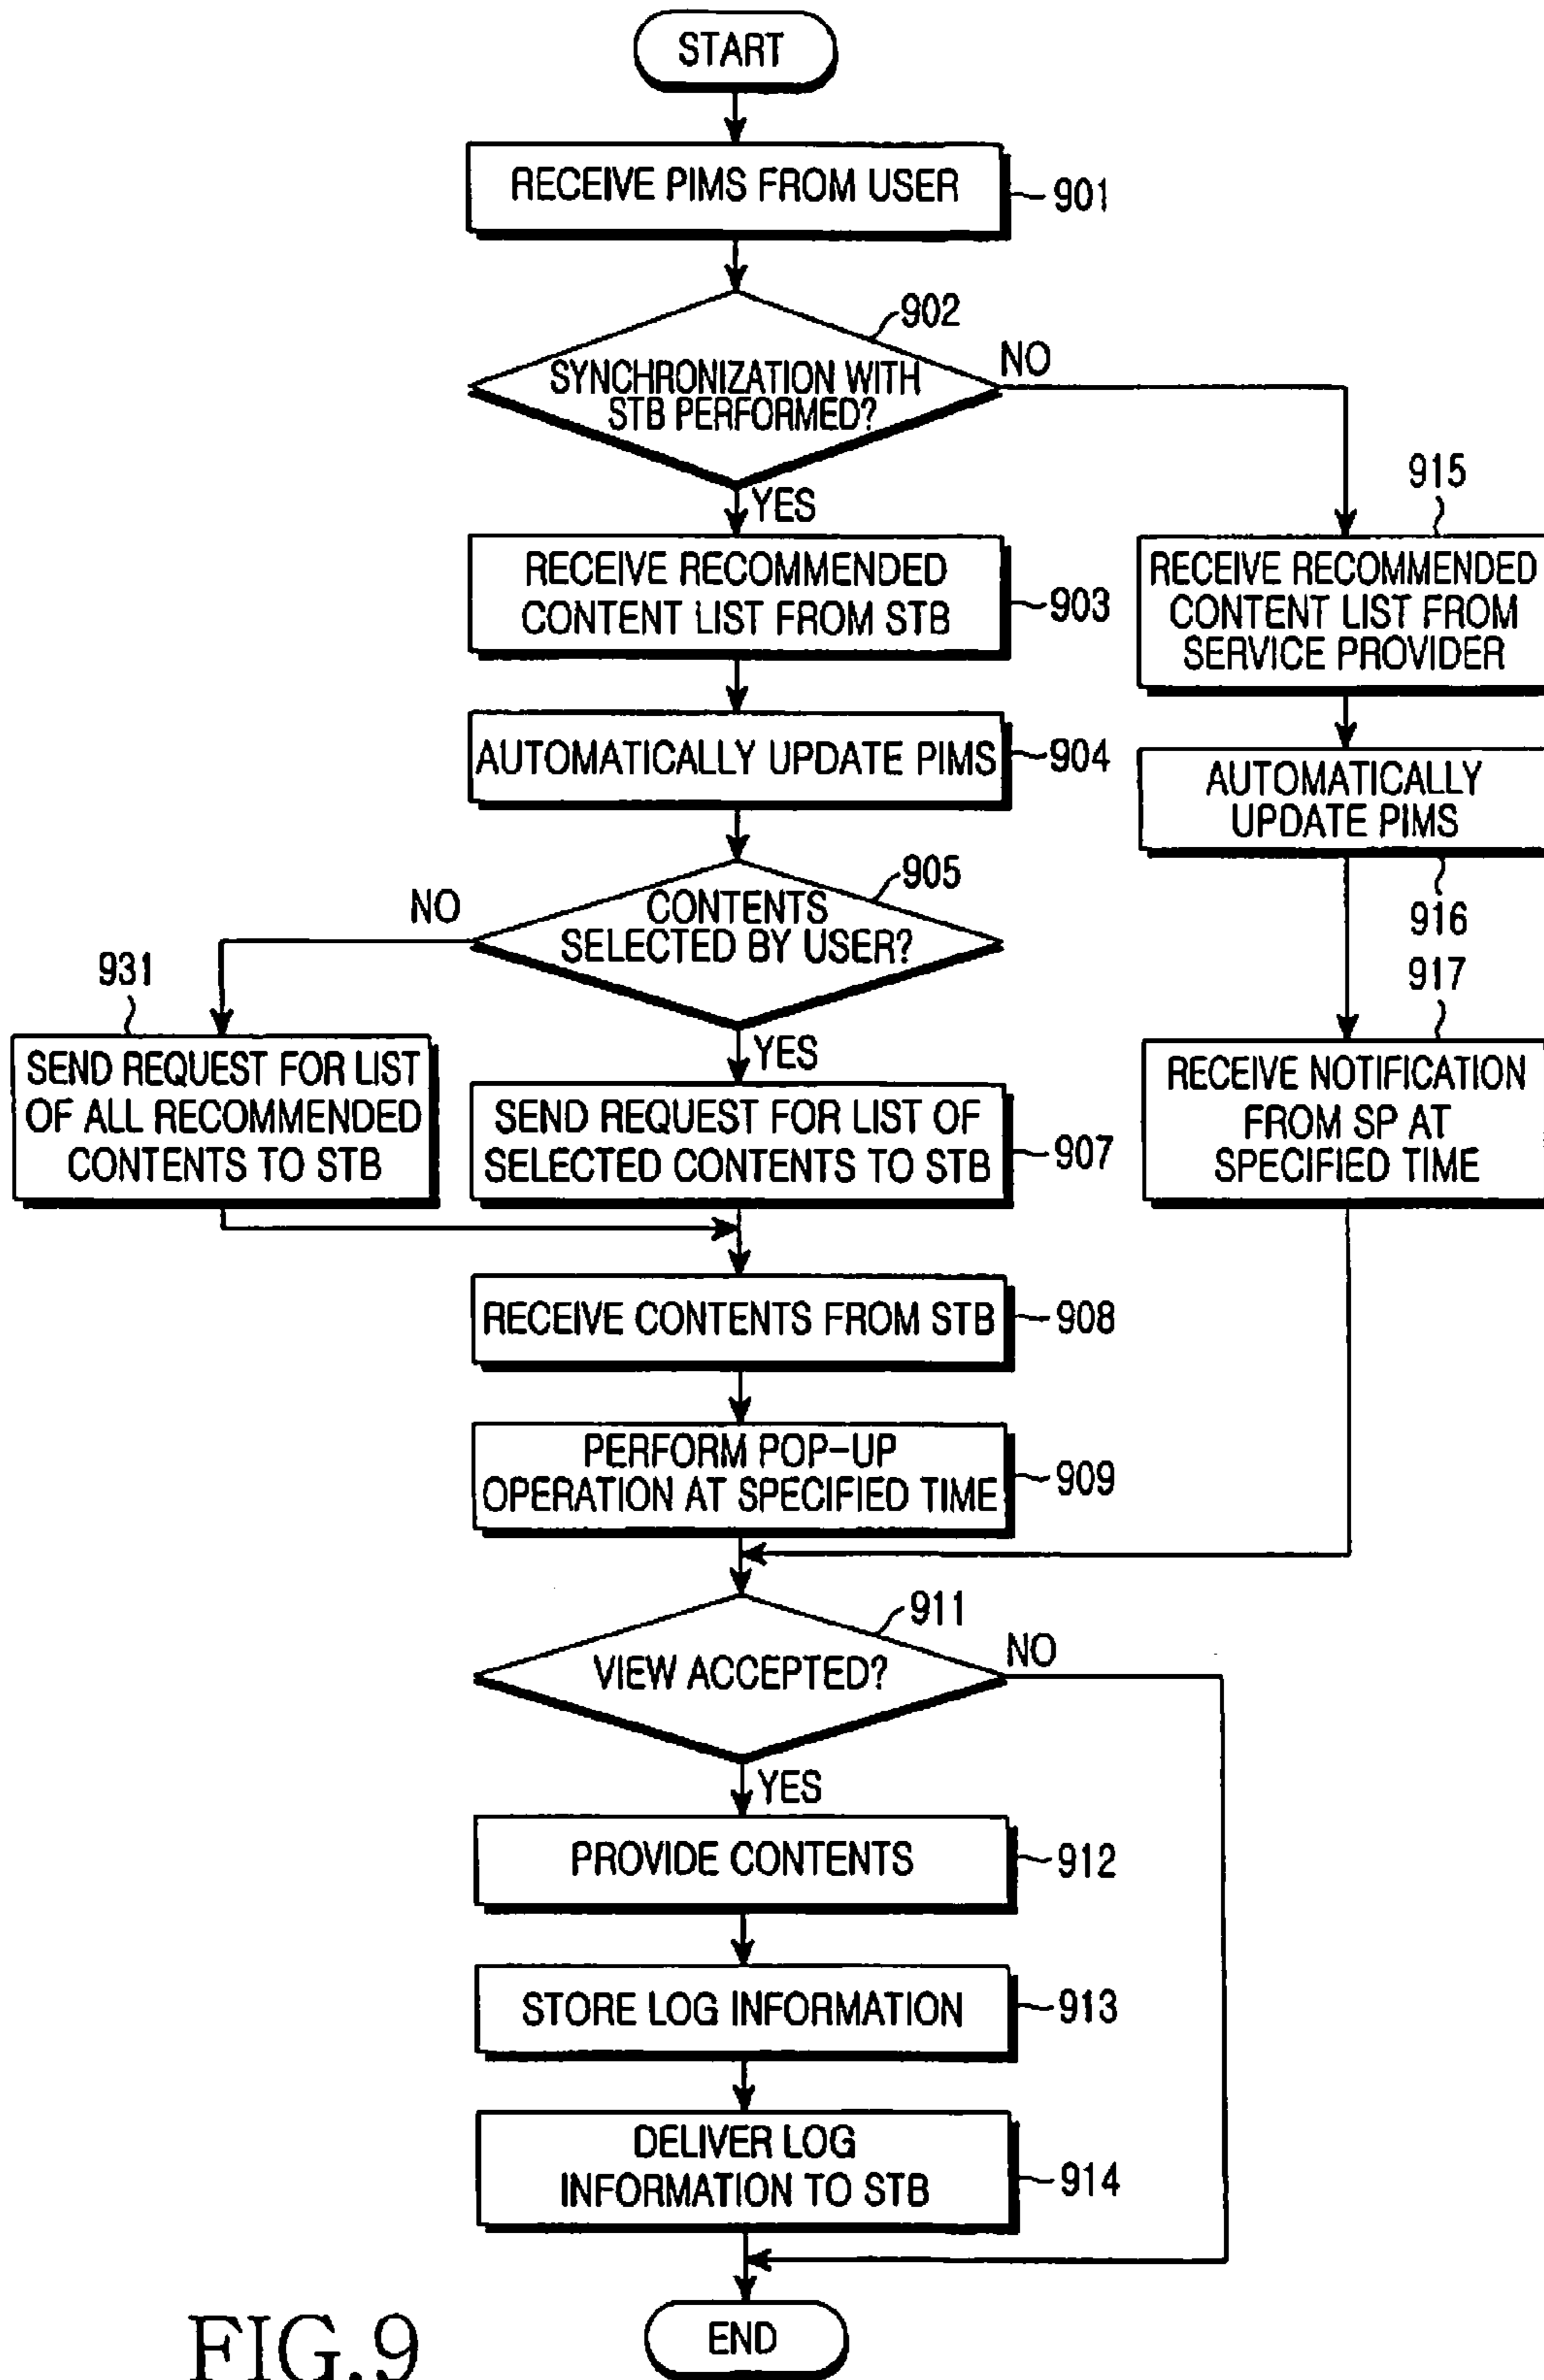 START
RECEIVE PIMS FROM USER
901
902
SYNCHRONIZATION WITH
STB PERFORMED?
NO
YES
RECEIVE RECOMMENDED
CONTENT LIST FROM STB
903
915
RECEIVE RECOMMENDED
CONTENT LIST FROM
SERVICE PROVIDER
AUTOMATICALLY UPDATE PIMS
904
AUTOMATICALLY
UPDATE PIMS
916
905
CONTENTS
SELECTED BY USER?
NO
YES
931
SEND REQUEST FOR LIST
OF ALL RECOMMENDED
CONTENTS TO STB
SEND REQUEST FOR LIST OF
SELECTED CONTENTS TO STB
907
917
RECEIVE NOTIFICATION
FROM SP AT
SPECIFIED TIME
RECEIVE CONTENTS FROM STB
908
PERFORM POP-UP
OPERATION AT SPECIFIED TIME
909
911
VIEW ACCEPTED?
NO
YES
PROVIDE CONTENTS
912
STORE LOG INFORMATION
913
DELIVER LOG
INFORMATION TO STB
914
END
FIG.9